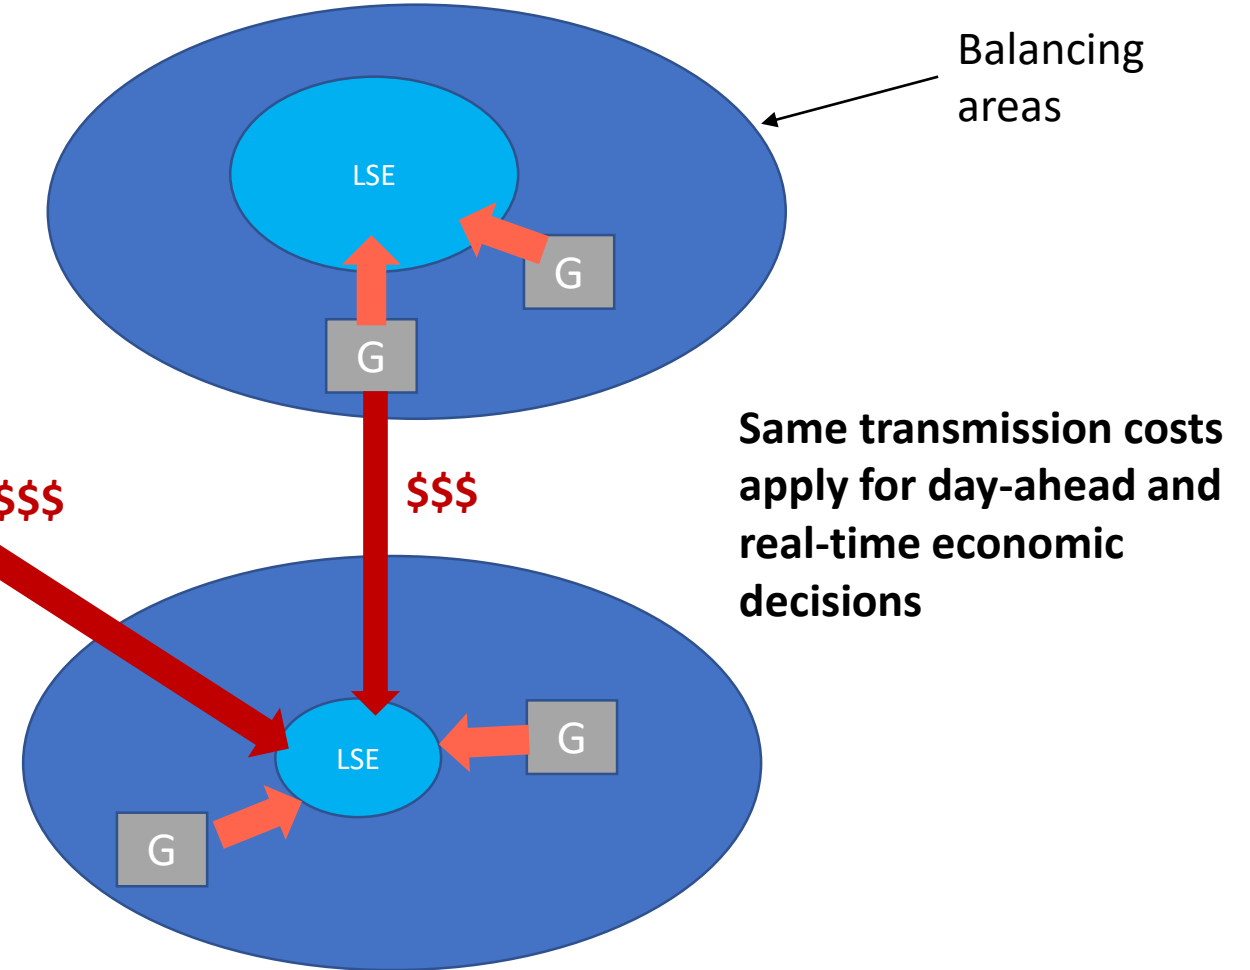 Balancing
areas
LSE
G
G
Same transmission costs
apply for day-ahead and
real-time economic
decisions
$$$
$$$
LSE
G
G